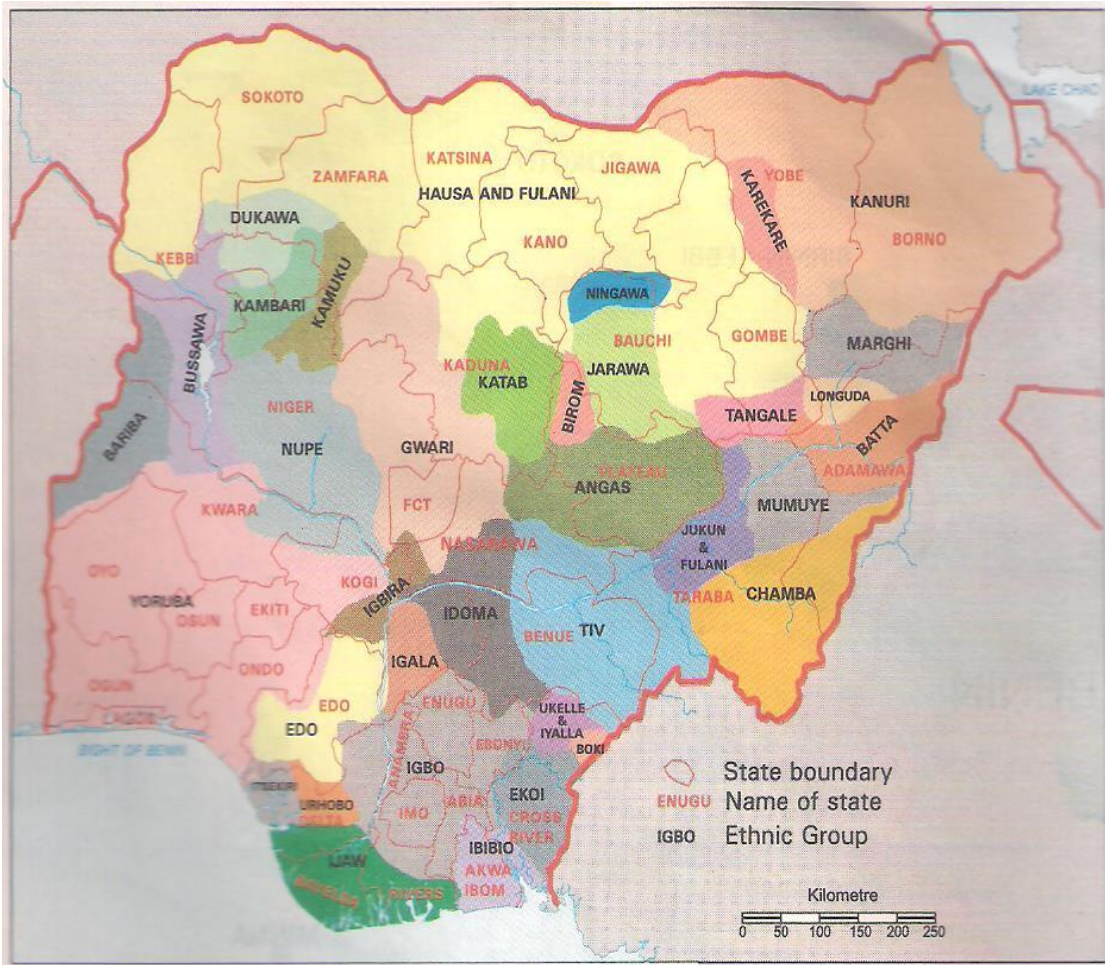 LAKE CHAD
SOKOTO
KATSINA
JIGAWA
ZAMFARA
YOBE
HAUSA AND FULANI
KAREKARE
KANURI
DUKAWA
KANO
BORNO
KEBBI
KAMUKU
NINGAWA
KAMBARI
BUSSAWA
BAUCHI
GOMBE
MARGHI
KADUNA
KATAB
JARAWA
BIROM
LONGUDA
BARIBA
NIGER
TANGALE
NUPE
GWARI
BATTA
PLATEAU
ANGAS
ADAMAWA
FCT
MUMUYE
KWARA
JUKUN
&
FULANI
NASARAWA
OYO
KOGI
IGBIRA
TARABA
CHAMBA
YORUBA
EKITI
IDOMA
OSUN
BENUE
TIV
IGALA
ONDO
OGUN
EDO
ENUGU
UKELLE
&
IYALLA
LAGOS
EDO
ANAMBRA
EBONYI
BOKI
BIGHT OF BENIN
IGBO
State boundary
ITSEKIRI
EKOI
URHOBO
ABIA
ENUGU Name of state
DELTA
IMO
CROSS
RIVER
IGBO Ethnic Group
IBIBIO
IJAW
AKWA
IBOM
BAYELSA
RIVERS
Kilometre
0 50 100 150 200 250